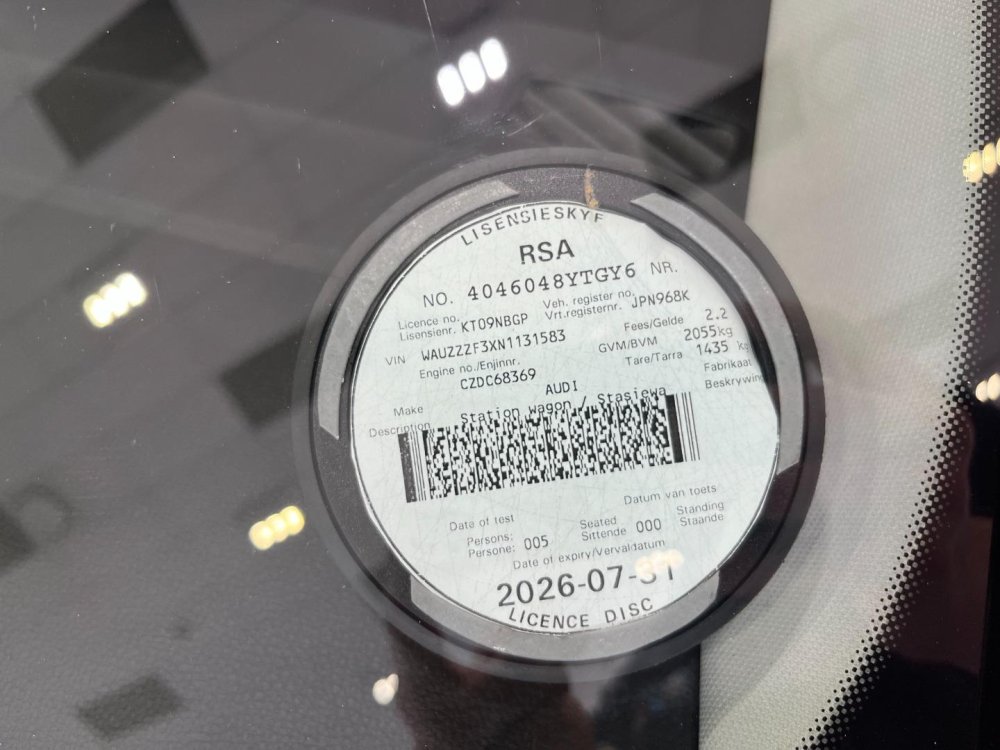 LISENSIESKYF
RSA
NO. 4046048YTGY6 NR.
Licence no. Veh. register no.
Lisensienr. KT09NBGP Vrt.registernr. JPN968K
VIN WAUZZZF3XN1131583 Fees/Gelde 2.2
Engine no./Enjinnr. GVM/BVM 2055kg
CZDC68369 Tare/Tarra 1435 kg
Make AUDI Fabrikaat
Description Station wagon / Stasiewa Beskrywing
Date of test Datum van toets
Persons: Seated Standing
Persone: 005 Sittende 000 Staande
Date of expiry/Vervaldatum
2026-07-31
LICENCE DISC